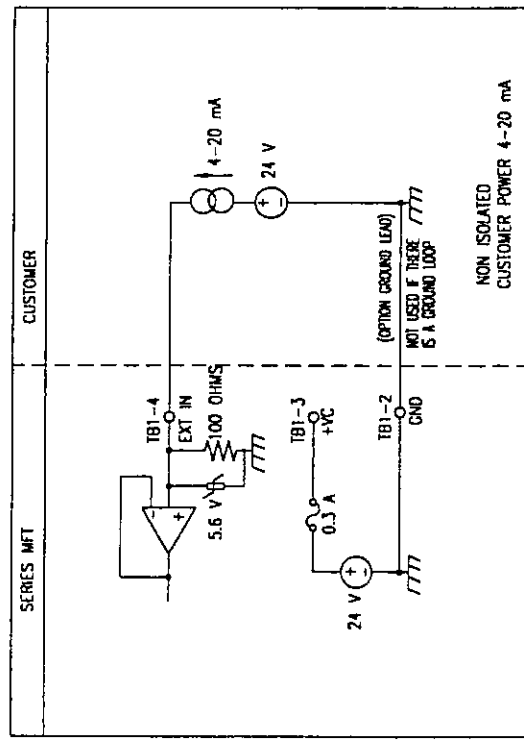 SERIES MFT
CUSTOMER
TB1-4
EXT IN
100 OHMS
5.6 V
4-20 mA
24 V
TB1-3
+VC
0.3 A
24 V
TB1-2
GND
(OPTION GROUND LEAD)
NOT USED IF THERE
IS A GROUND LOOP
NON ISOLATED
CUSTOMER POWER 4-20 mA